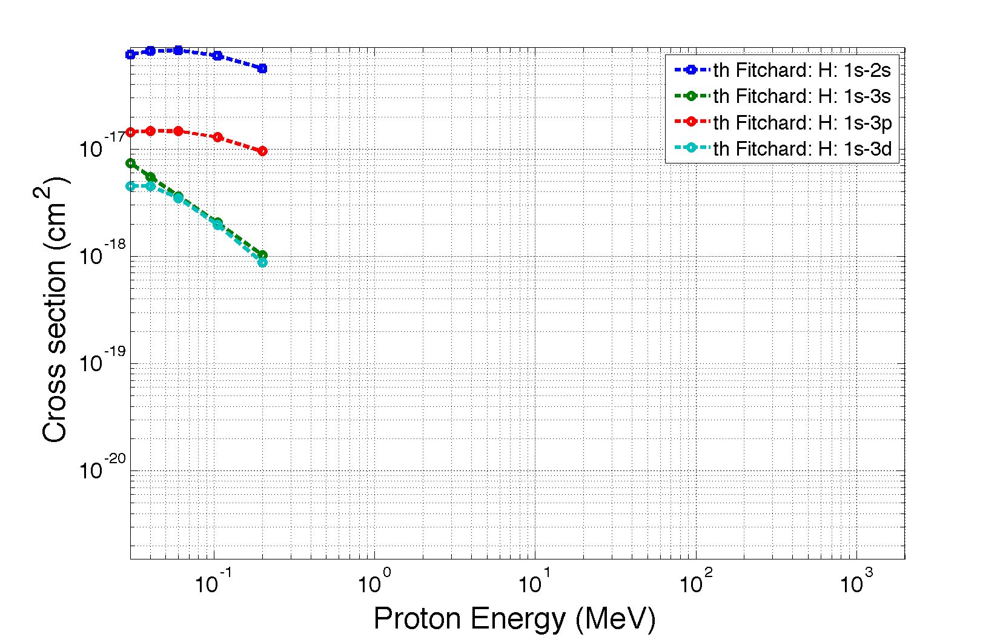 th Fitchard: H: 1s-2s
th Fitchard: H: 1s-3s
th Fitchard: H: 1s-3p
th Fitchard: H: 1s-3d
10^-17
10^-18
10^-19
10^-20
Cross section (cm^2)
10^-1
10^0
10^1
10^2
10^3
Proton Energy (MeV)